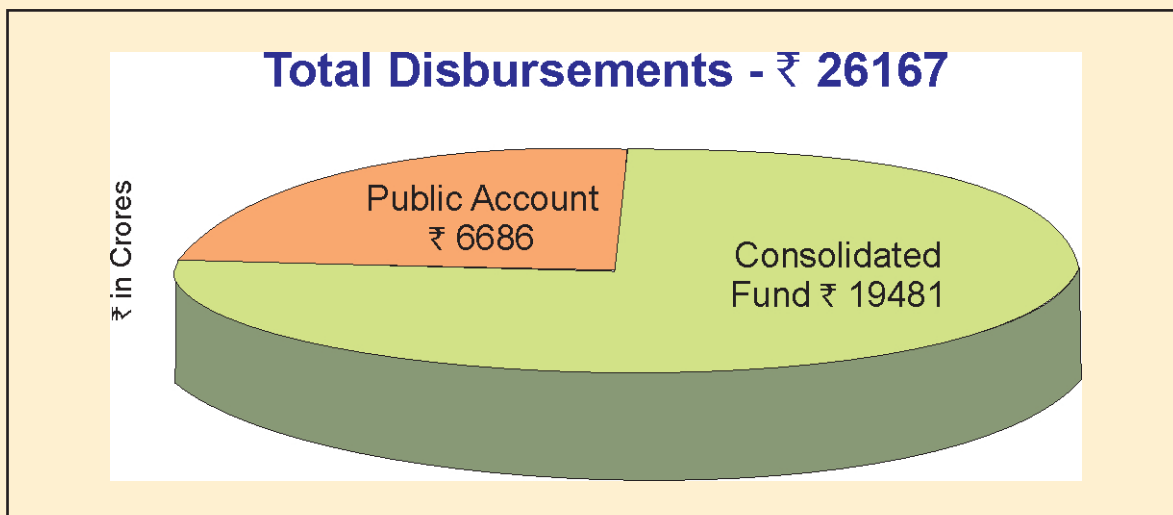 Total Disbursements - ₹ 26167
₹ in Crores
Public Account
₹ 6686
Consolidated
Fund ₹ 19481